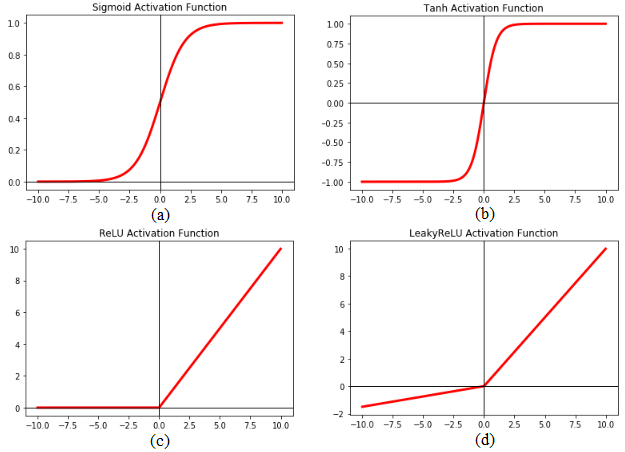 Sigmoid Activation Function
1.0
0.8
0.6
0.4
0.2
0.0
−10.0 −7.5 −5.0 −2.5 0.0 2.5 5.0 7.5 10.0
(a)
Tanh Activation Function
1.00
0.75
0.50
0.25
0.00
−0.25
−0.50
−0.75
−1.00
−10.0 −7.5 −5.0 −2.5 0.0 2.5 5.0 7.5 10.0
(b)
ReLU Activation Function
10
8
6
4
2
0
−10.0 −7.5 −5.0 −2.5 0.0 2.5 5.0 7.5 10.0
(c)
LeakyReLU Activation Function
10
8
6
4
2
0
−2
−10.0 −7.5 −5.0 −2.5 0.0 2.5 5.0 7.5 10.0
(d)